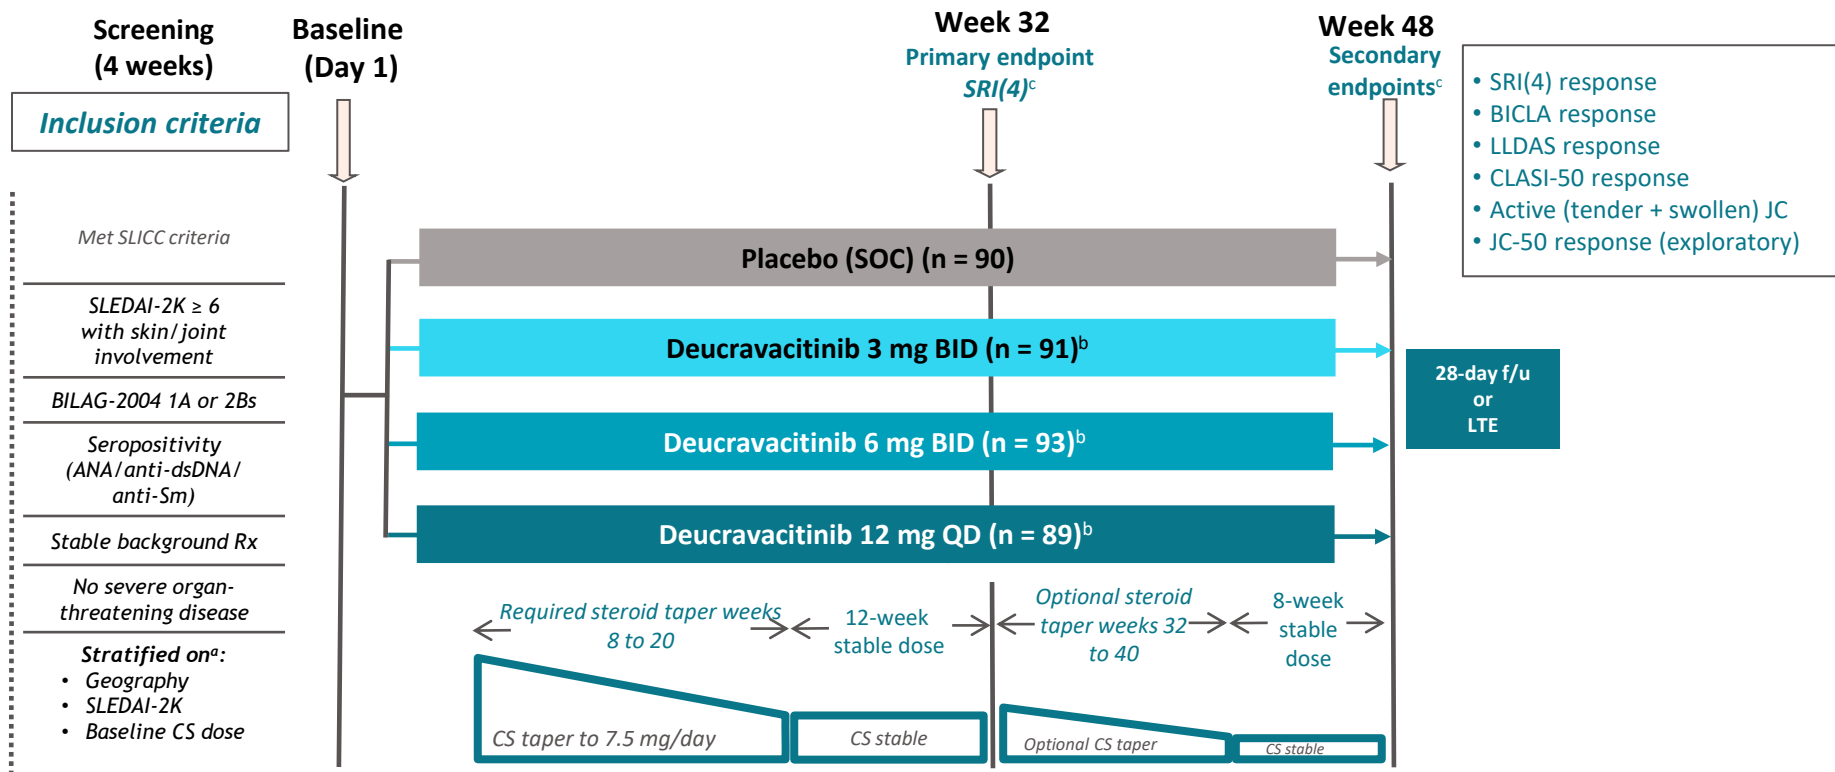 Screening
(4 weeks)
Inclusion criteria
Met SLICC criteria
SLEDAI-2K ≥ 6
with skin/joint
involvement
BILAG-2004 1A or 2Bs
Seropositivity
(ANA/anti-dsDNA/
anti-Sm)
Stable background Rx
No severe organ-
threatening disease
Stratified onᵃ:
• Geography
• SLEDAI-2K
• Baseline CS dose
Baseline
(Day 1)
Week 32
Primary endpoint
SRI(4)ᶜ
Week 48
Secondary
endpointsᶜ
• SRI(4) response
• BICLA response
• LLDAS response
• CLASI-50 response
• Active (tender + swollen) JC
• JC-50 response (exploratory)
Placebo (SOC) (n = 90)
Deucravacitinib 3 mg BID (n = 91)ᵇ
Deucravacitinib 6 mg BID (n = 93)ᵇ
Deucravacitinib 12 mg QD (n = 89)ᵇ
28-day f/u
or
LTE
Required steroid taper weeks
8 to 20
12-week
stable dose
Optional steroid
taper weeks 32
to 40
8-week
stable
dose
CS taper to 7.5 mg/day
CS stable
Optional CS taper
CS stable